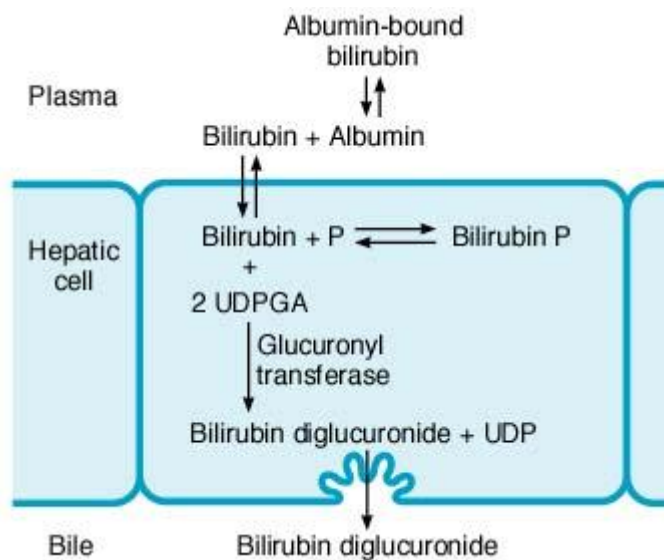 Albumin-bound
bilirubin
Plasma
Bilirubin + Albumin
Hepatic
cell
Bilirubin + P
Bilirubin P
+
2 UDPGA
Glucuronyl
transferase
Bilirubin diglucuronide + UDP
Bile
Bilirubin diglucuronide